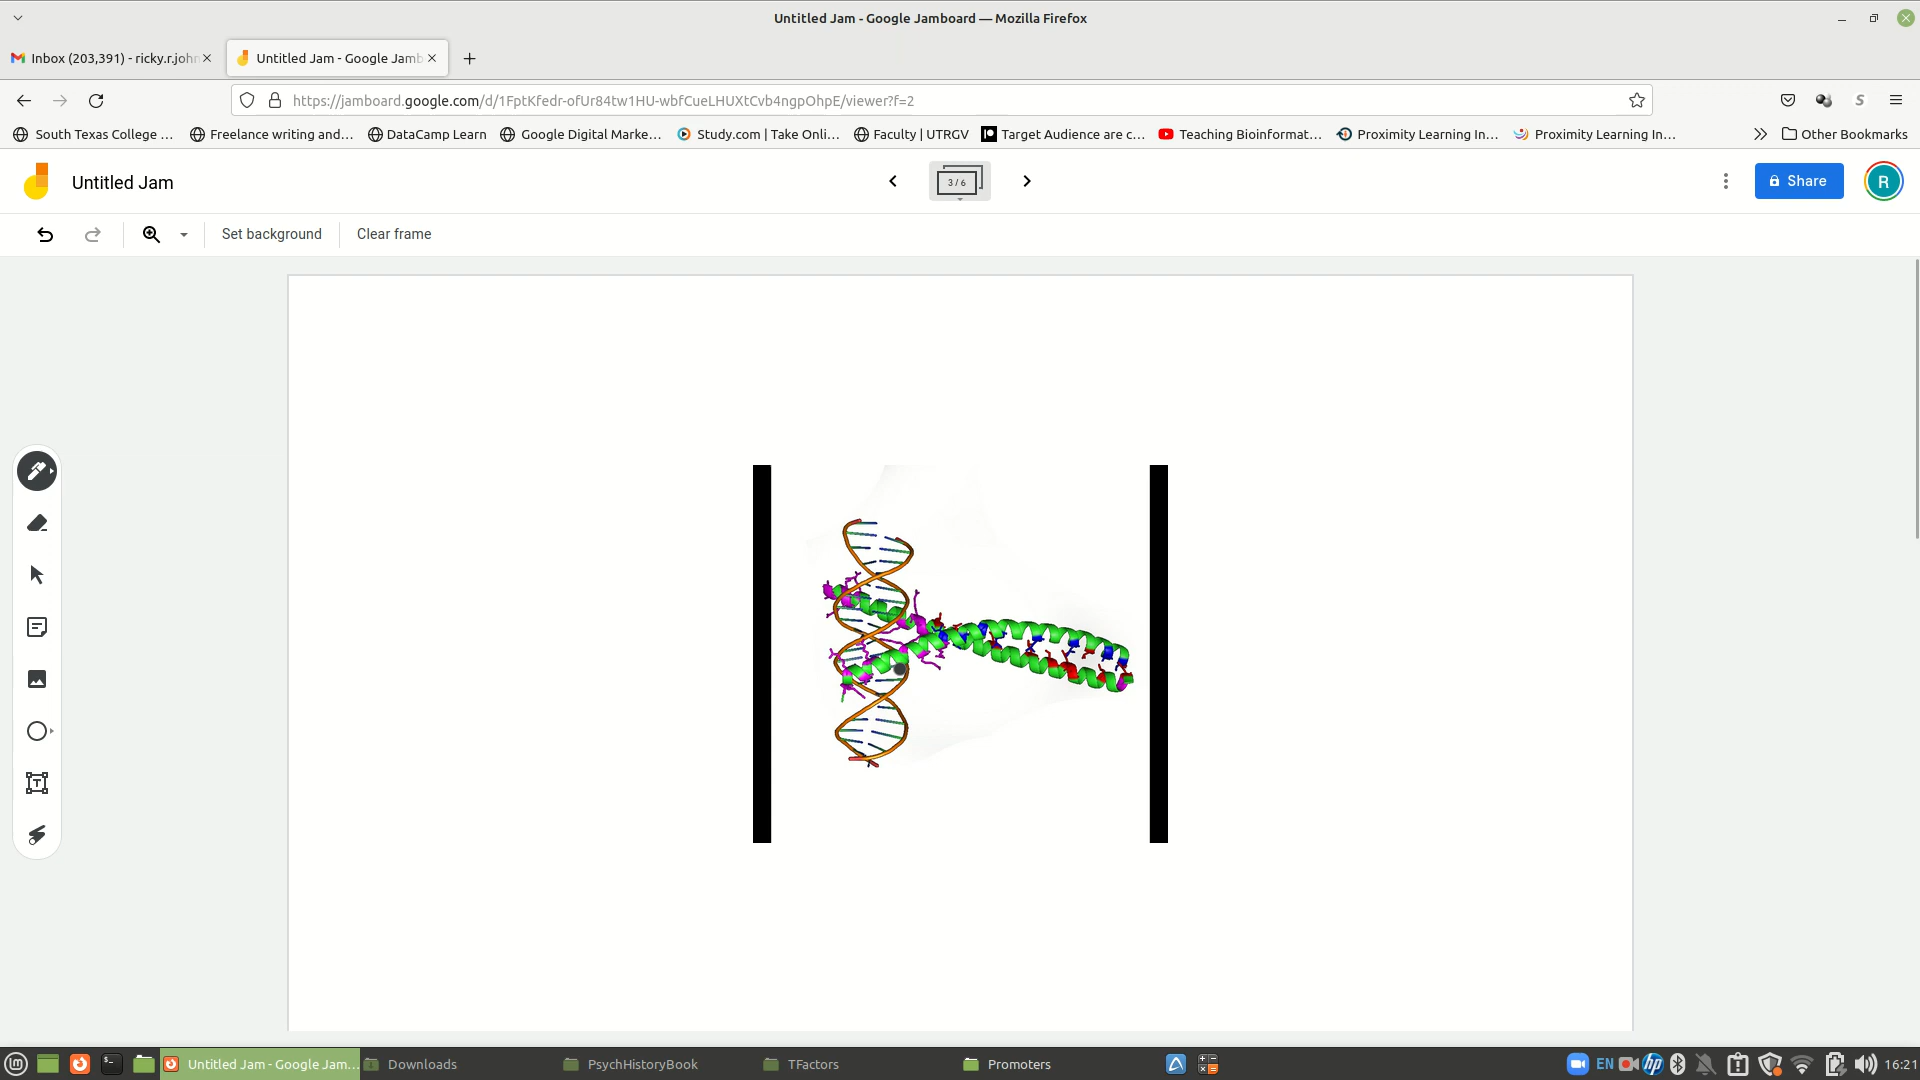 Untitled Jam - Google Jamboard — Mozilla Firefox
Inbox (203,391) - ricky.r.john
Untitled Jam - Google Jamb
https://jamboard.google.com/d/1FptKfedr-ofUr84tw1HU-wbfCueLHUXtCvb4ngpOhpE/viewer?f=2
South Texas College ...
Freelance writing and...
DataCamp Learn
Google Digital Marke...
Study.com | Take Onli...
Faculty | UTRGV
Target Audience are c...
Teaching Bioinformat...
Proximity Learning In...
Proximity Learning In...
Other Bookmarks
Untitled Jam
3 / 6
Share
R
Set background
Clear frame
Untitled Jam - Google Jam...
Downloads
PsychHistoryBook
TFactors
Promoters
EN
hp
16:21